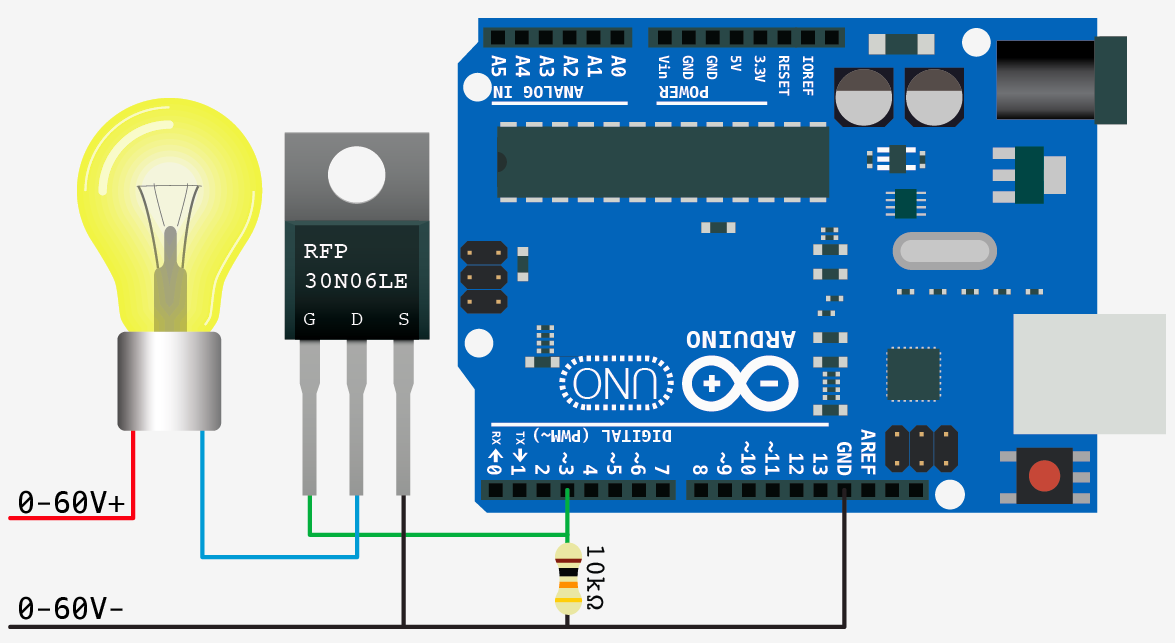 A5 A4 A3 A2 A1 A0
ANALOG IN
Vin GND GND 5V 3.3V RESET IOREF
POWER
RFP
30N06LE
G D S
ARDUINO
UNO
DIGITAL (PWM~)
RX TX
0 1 2 ~3 4 ~5 ~6 7 8 ~9 ~10 ~11 12 13 GND AREF
0-60V+
10kΩ
0-60V-